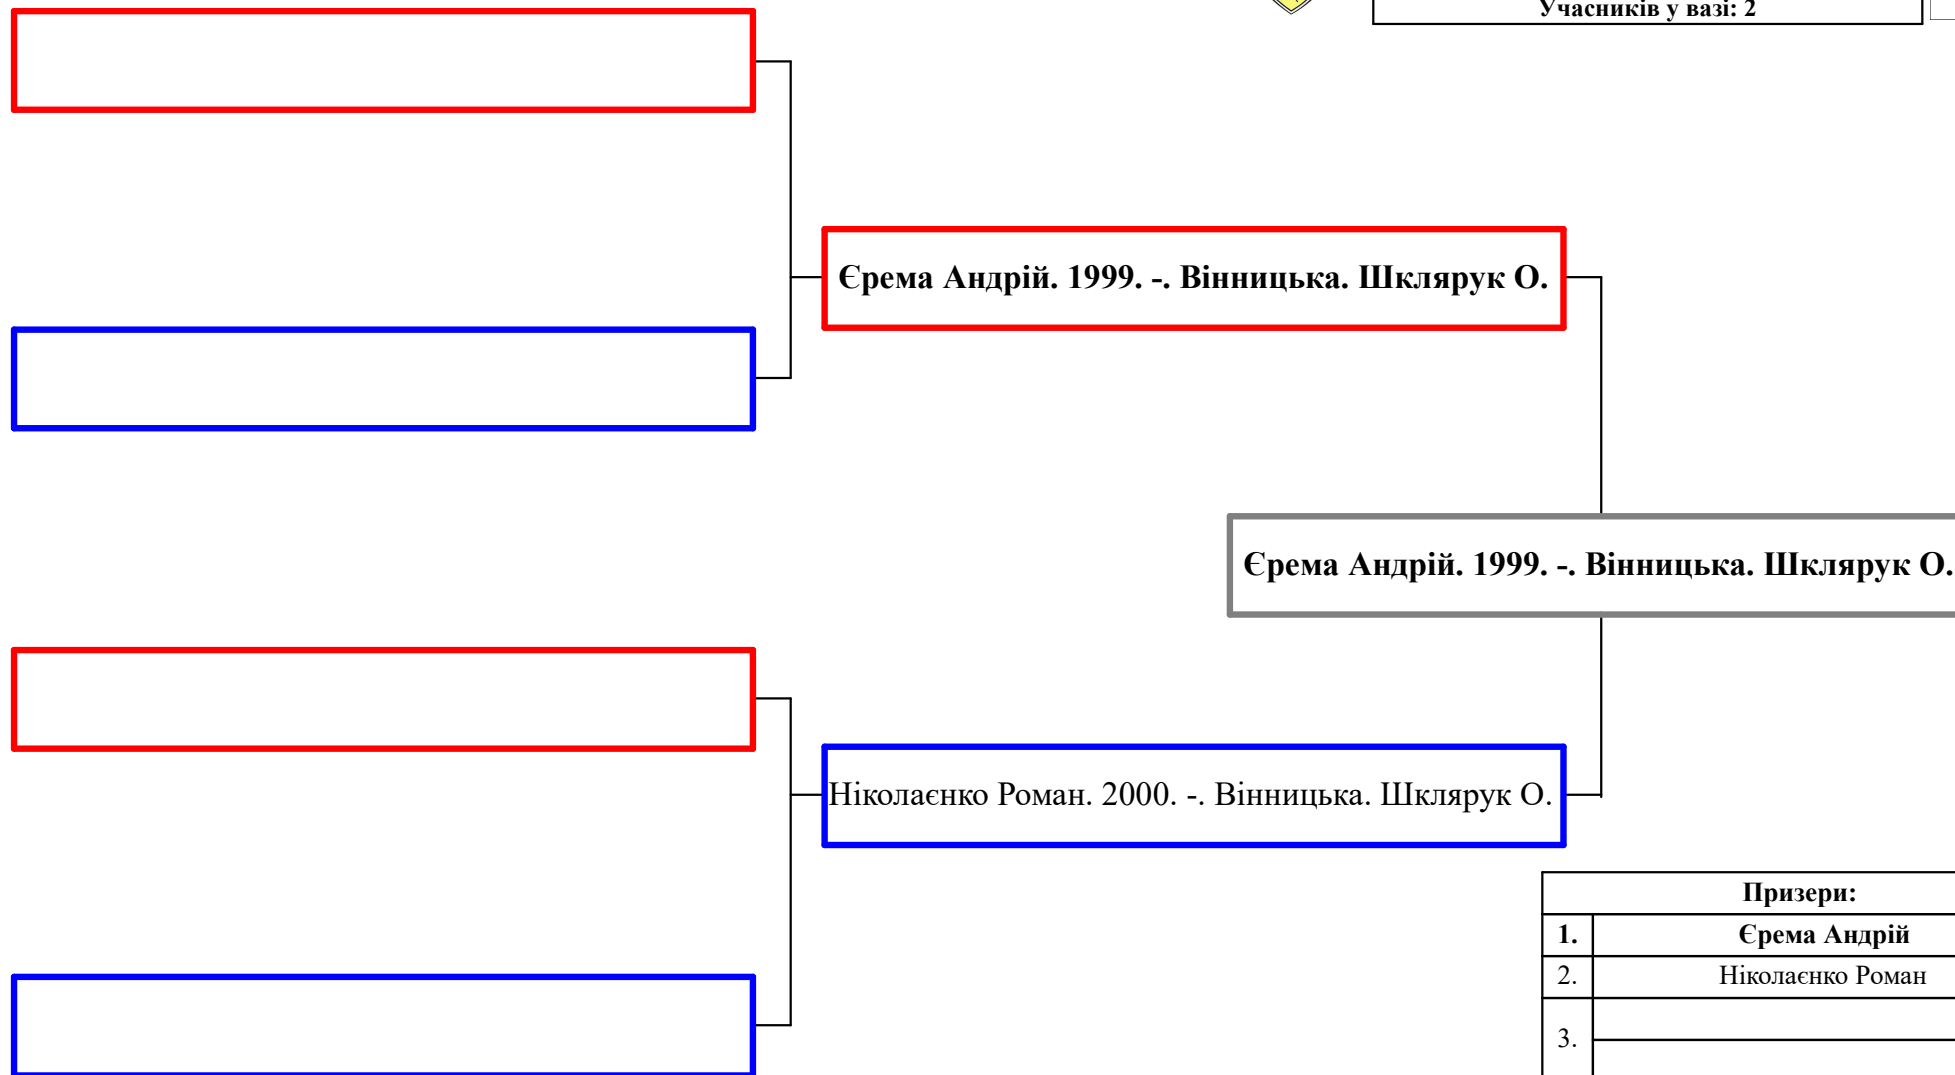 Учасників у вазі: 2
Єрема Андрій. 1999. -. Вінницька. Шклярук О.
Єрема Андрій. 1999. -. Вінницька. Шклярук О.
Ніколаєнко Роман. 2000. -. Вінницька. Шклярук О.
Призери:
1. Єрема Андрій
2. Ніколаєнко Роман
3.